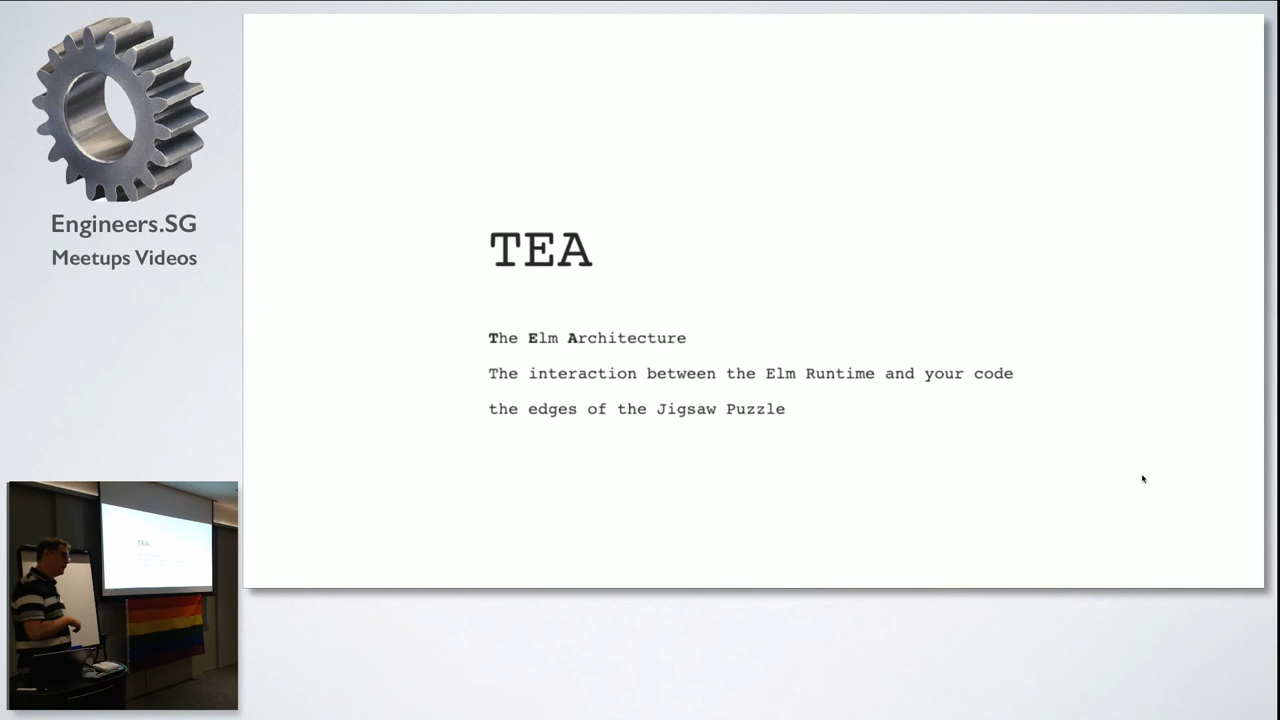 Engineers.SG
Meetups Videos
TEA
The Elm Architecture
The interaction between the Elm Runtime and your code
the edges of the Jigsaw Puzzle
TEA